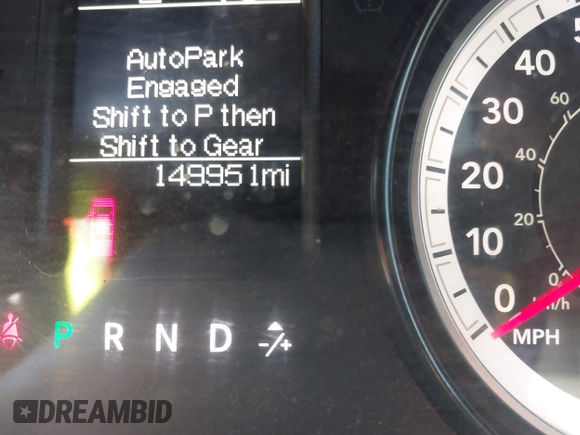 AutoPark
Engaged
Shift to P then
Shift to Gear
149951mi
P R N D -/+
40
30
20
10
0
MPH
60
40
20
0
km/h
DREAMBID